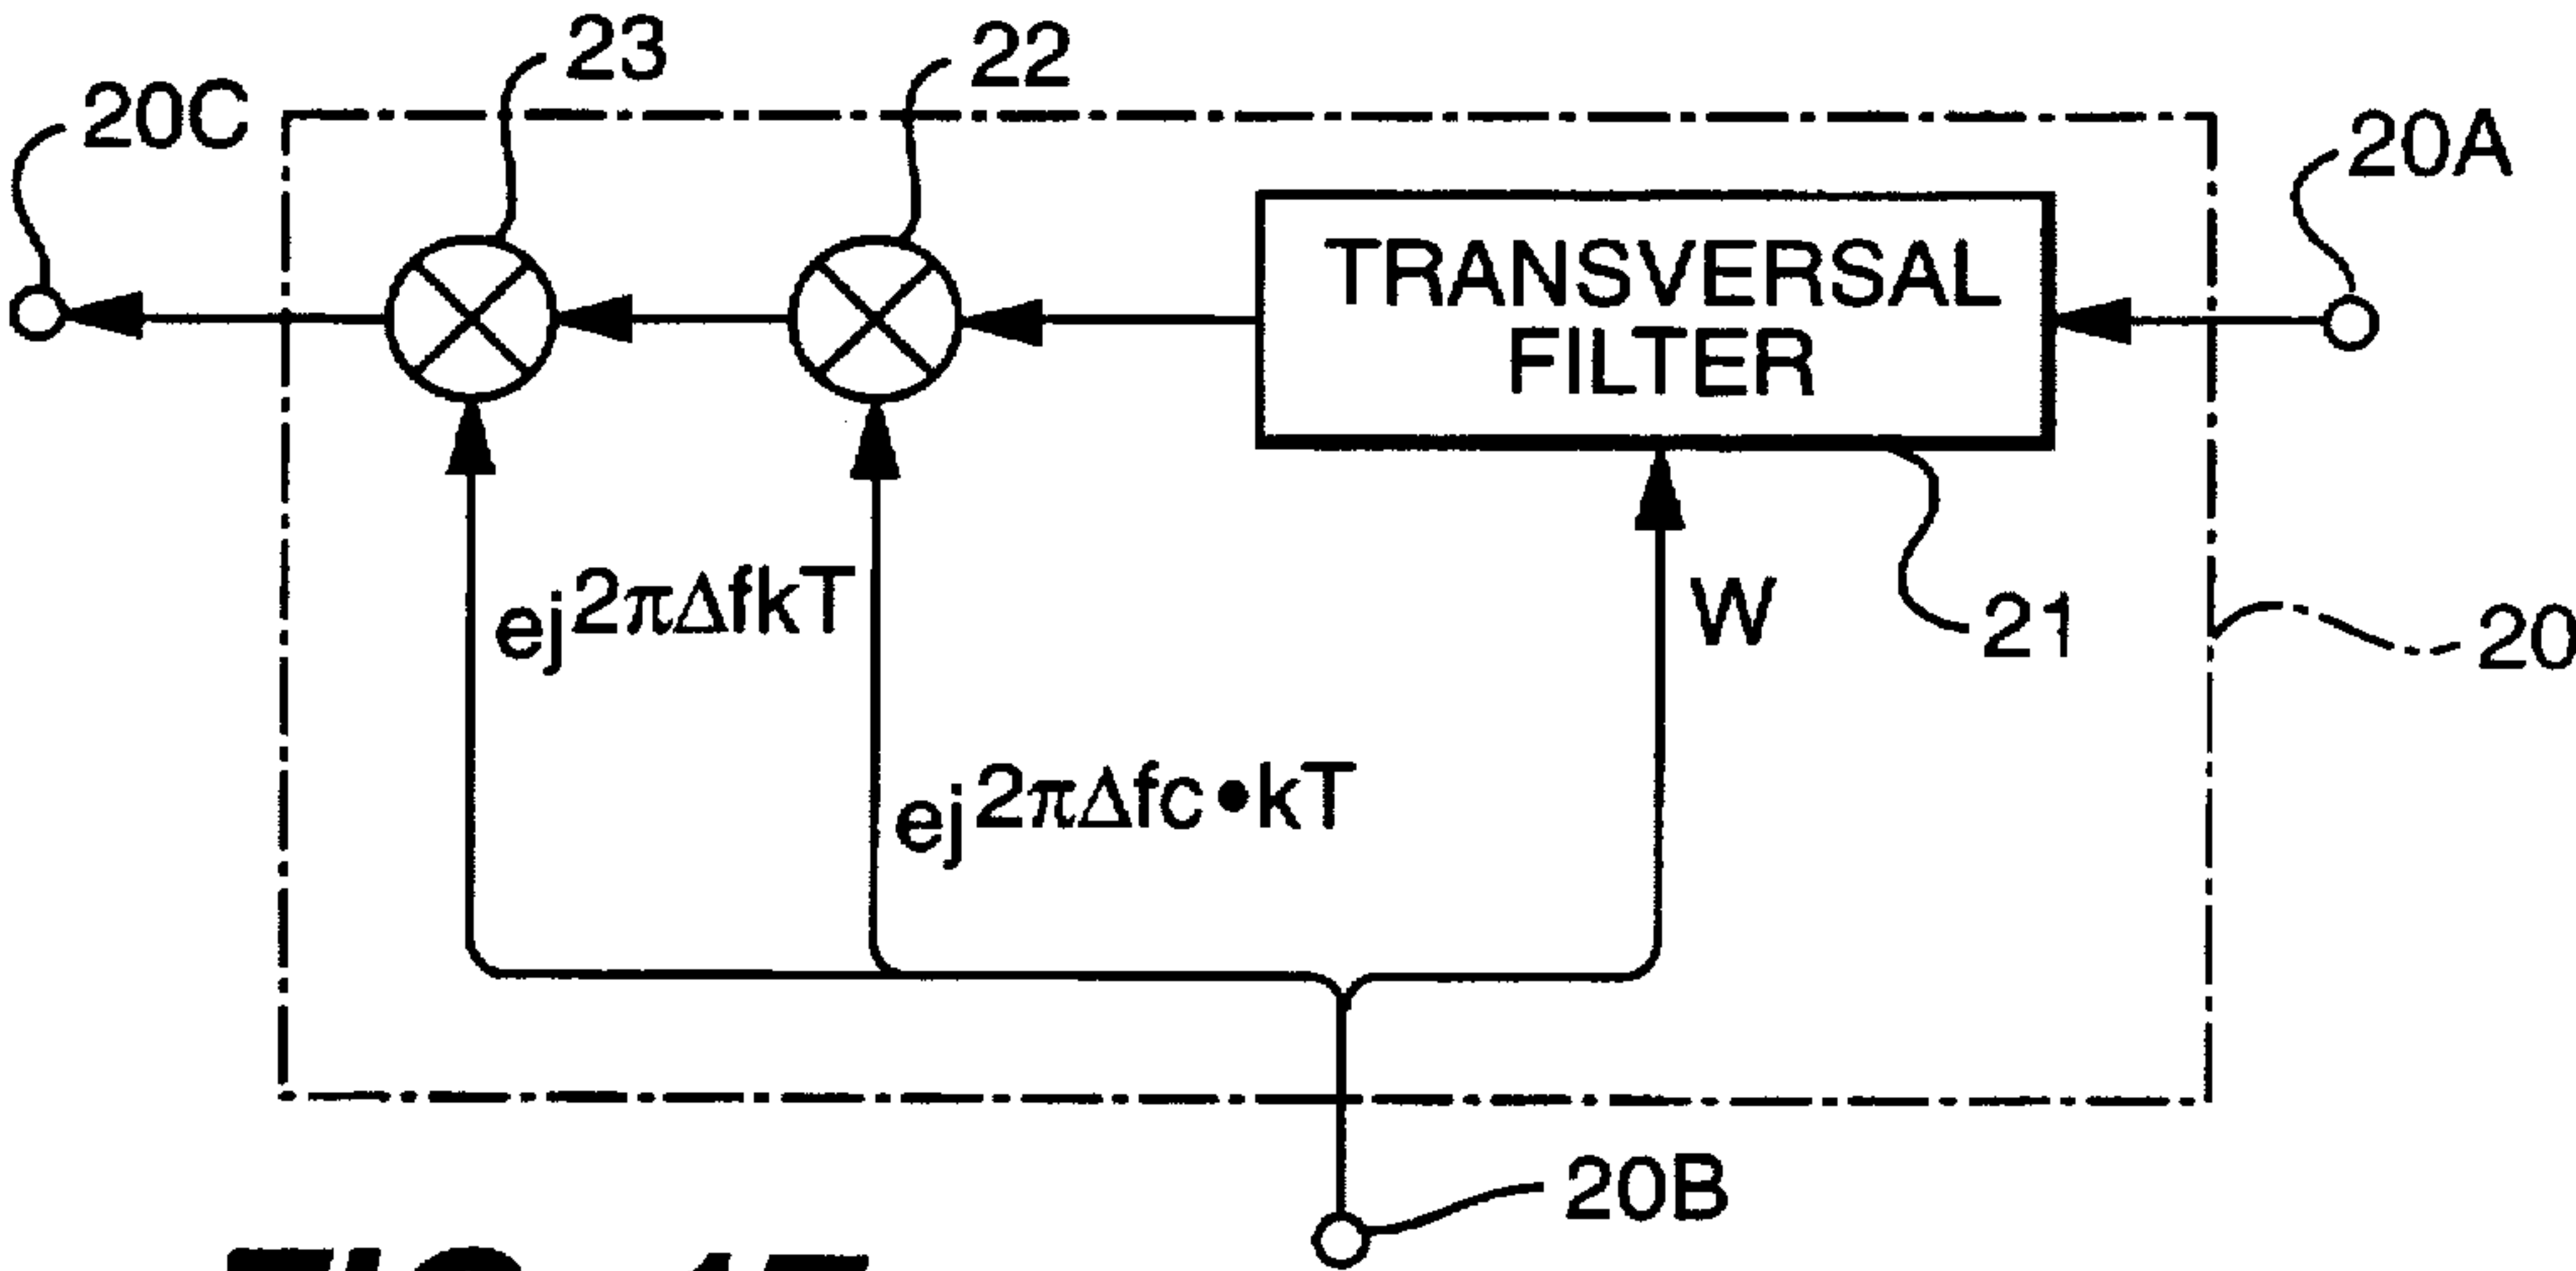 23
22
20C
20A
TRANSVERSAL
FILTER
ej2πΔfkT
W
21
20
ej2πΔfc•kT
20B